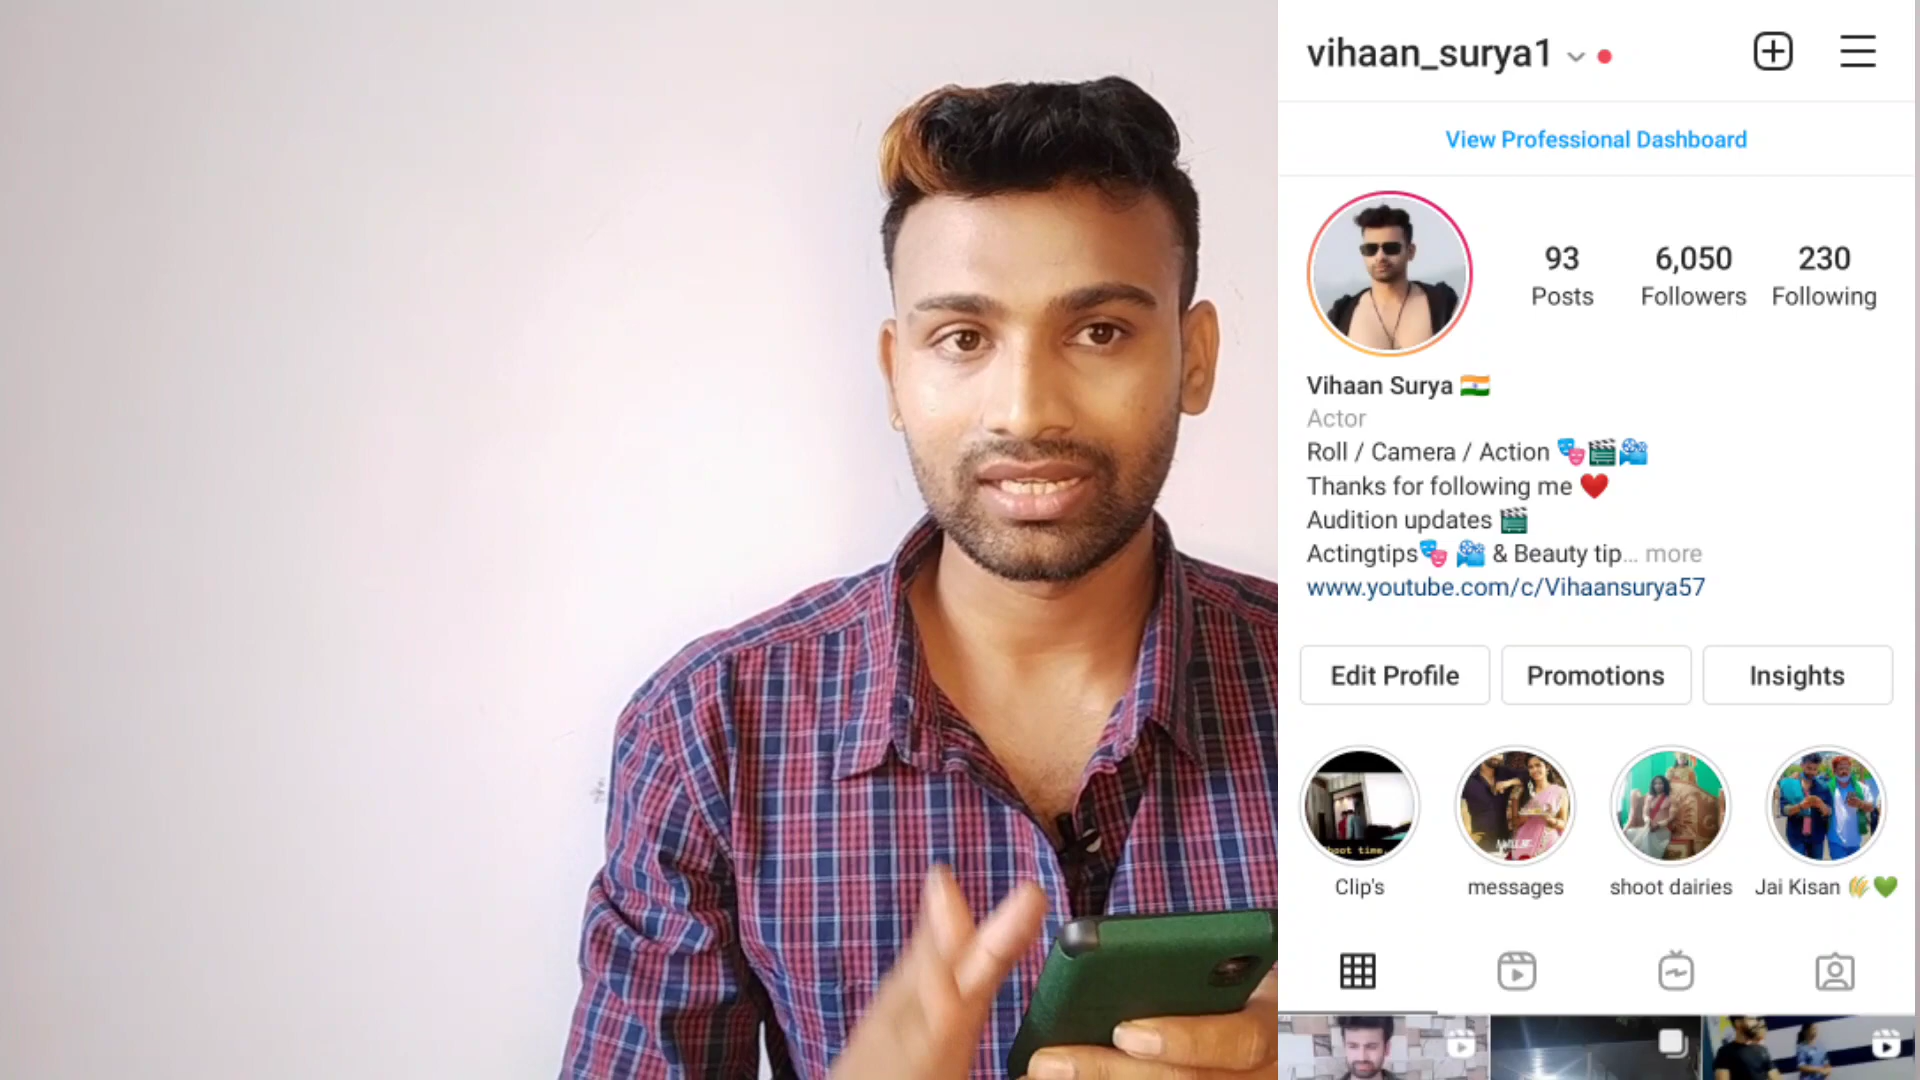 vihaan_surya1
View Professional Dashboard
93
Posts
6,050
Followers
230
Following
Vihaan Surya 🇮🇳
Actor
Roll / Camera / Action 🎭🎬🎥
Thanks for following me ❤️
Audition updates 🎬
Actingtips🎭 🎥 & Beauty tip... more
www.youtube.com/c/Vihaansurya57
Edit Profile
Promotions
Insights
Clip's
messages
shoot dairies
Jai Kisan 🌾💚